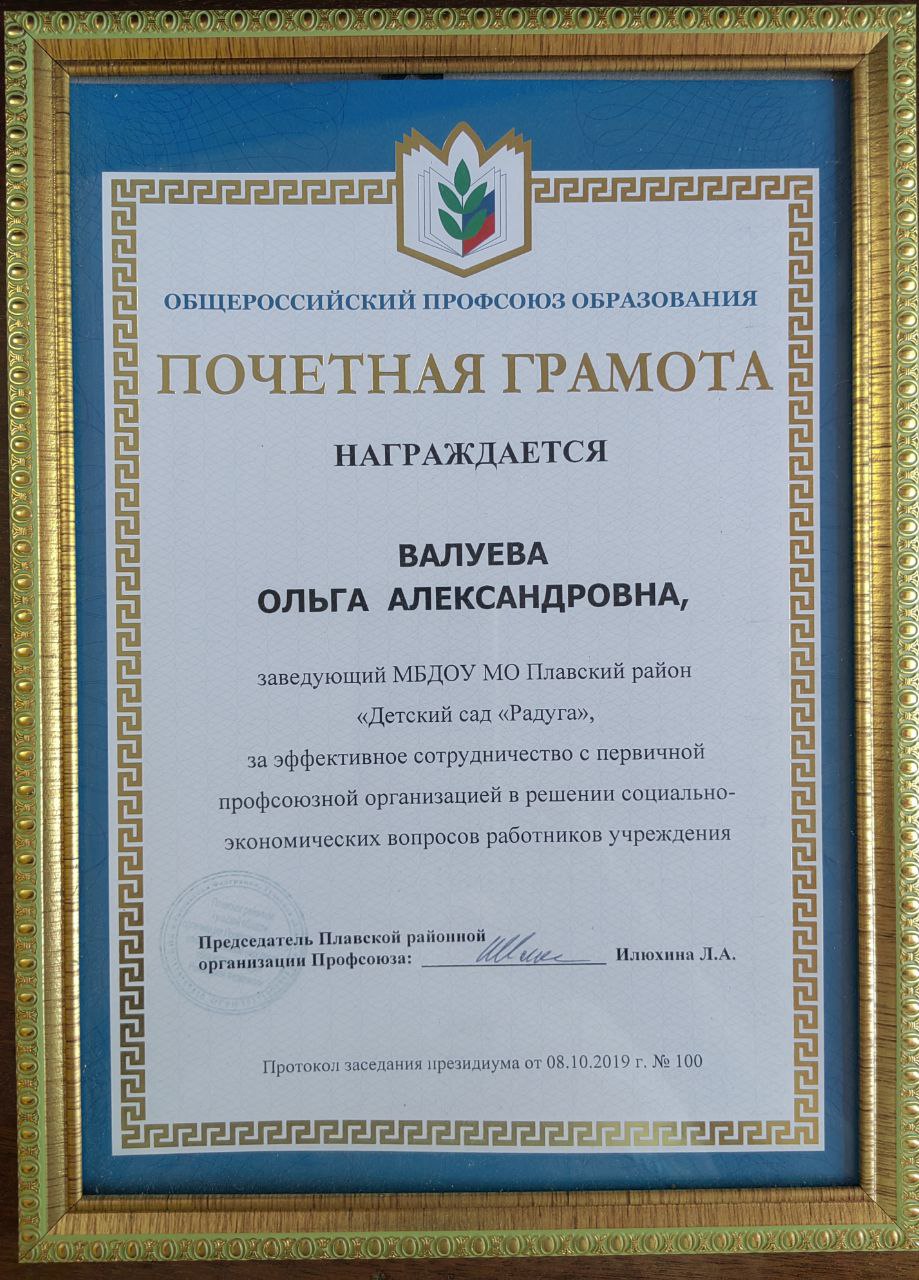 ОБЩЕРОССИЙСКИЙ ПРОФСОЮЗ ОБРАЗОВАНИЯ
ПОЧЕТНАЯ ГРАМОТА
НАГРАЖДАЕТСЯ
ВАЛУЕВА
ОЛЬГА АЛЕКСАНДРОВНА,
заведующий МБДОУ МО Плавский район
«Детский сад «Радуга»,
за эффективное сотрудничество с первичной
профсоюзной организацией в решении социально-
экономических вопросов работников учреждения
Председатель Плавской районной
организации Профсоюза: Илюхина Л.А.
Протокол заседания президиума от 08.10.2019 г. № 100